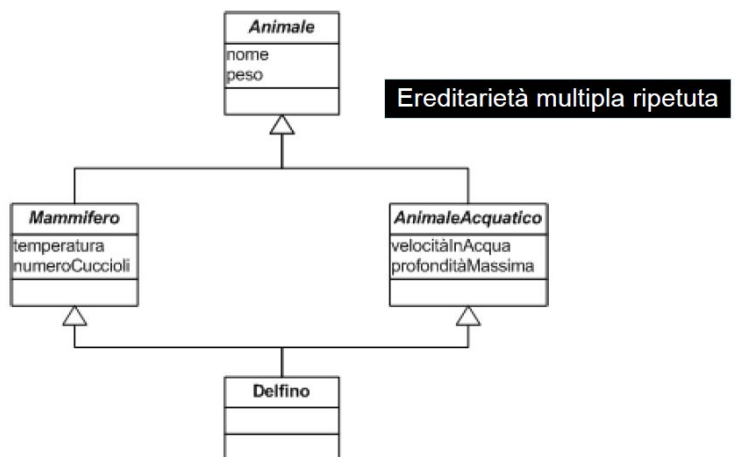 Animale
nome
peso
Ereditarietà multipla ripetuta
Mammifero
temperatura
numeroCuccioli
AnimaleAcquatico
velocitàInAcqua
profonditàMassima
Delfino